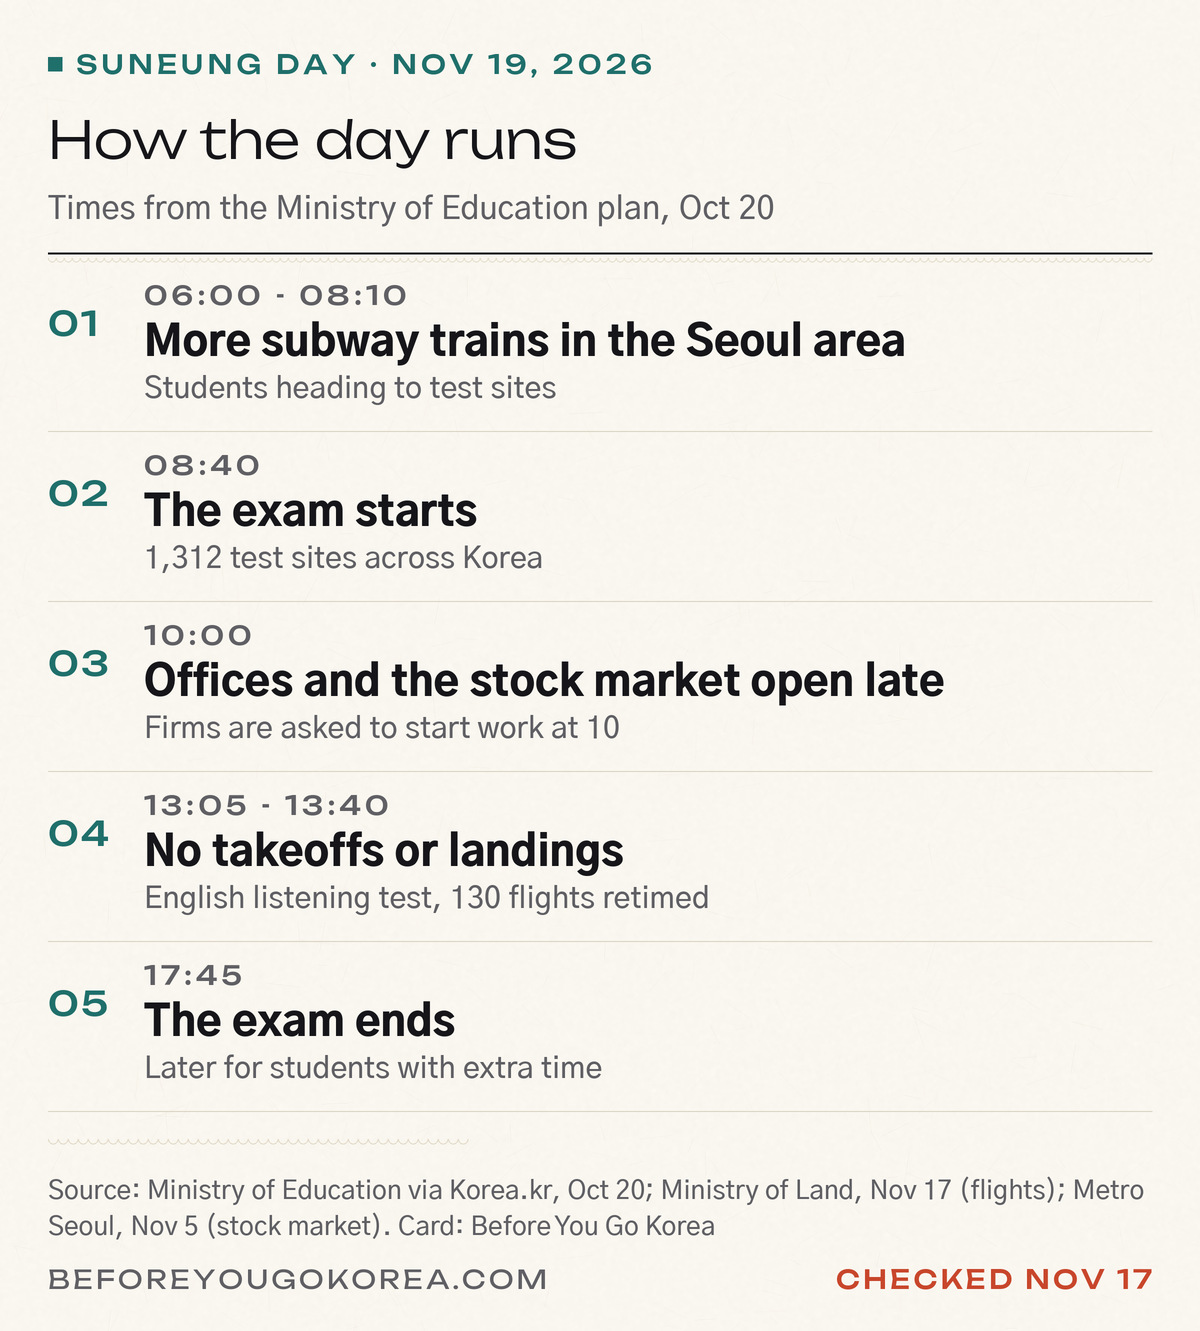 SUNEUNG DAY · NOV 19, 2026
How the day runs
Times from the Ministry of Education plan, Oct 20
01
06:00 - 08:10
More subway trains in the Seoul area
Students heading to test sites
02
08:40
The exam starts
1,312 test sites across Korea
03
10:00
Offices and the stock market open late
Firms are asked to start work at 10
04
13:05 - 13:40
No takeoffs or landings
English listening test, 130 flights retimed
05
17:45
The exam ends
Later for students with extra time
Source: Ministry of Education via Korea.kr, Oct 20; Ministry of Land, Nov 17 (flights); Metro
Seoul, Nov 5 (stock market). Card: Before You Go Korea
BEFOREYOUGOKOREA.COM
CHECKED NOV 17